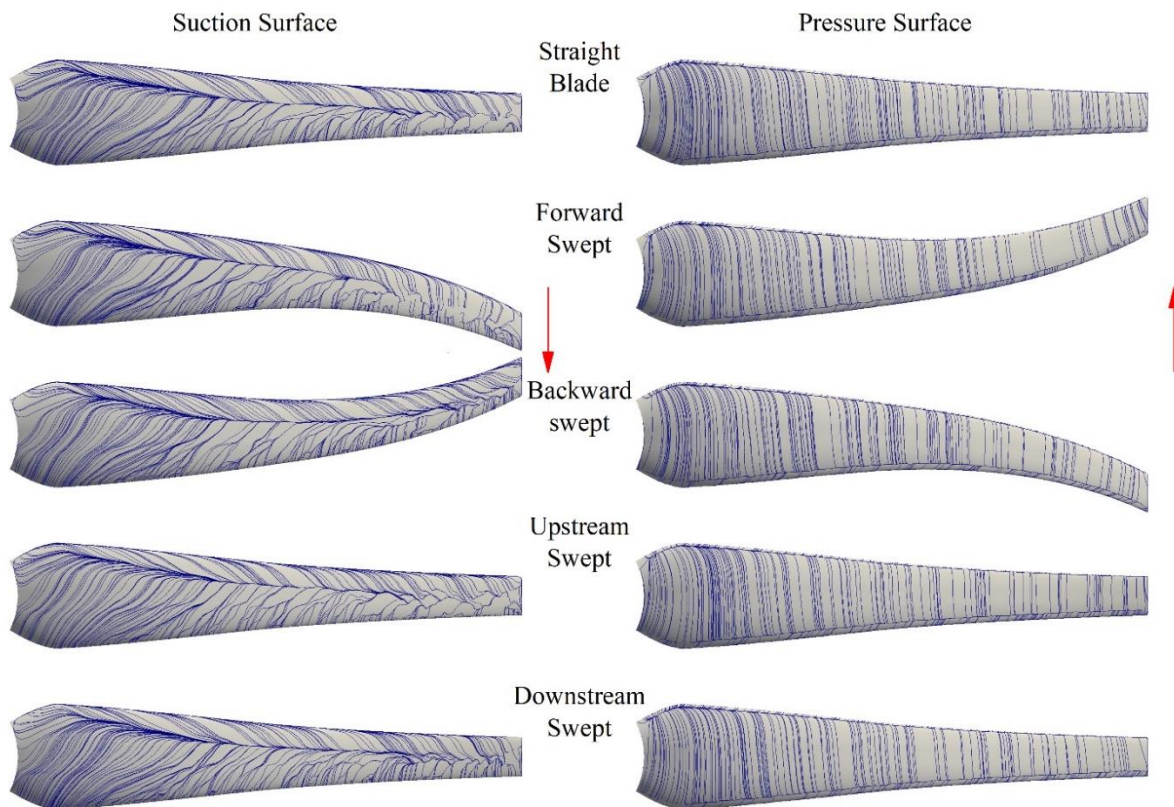 Suction Surface
Pressure Surface
Straight
Blade
Forward
Swept
Backward
swept
Upstream
Swept
Downstream
Swept